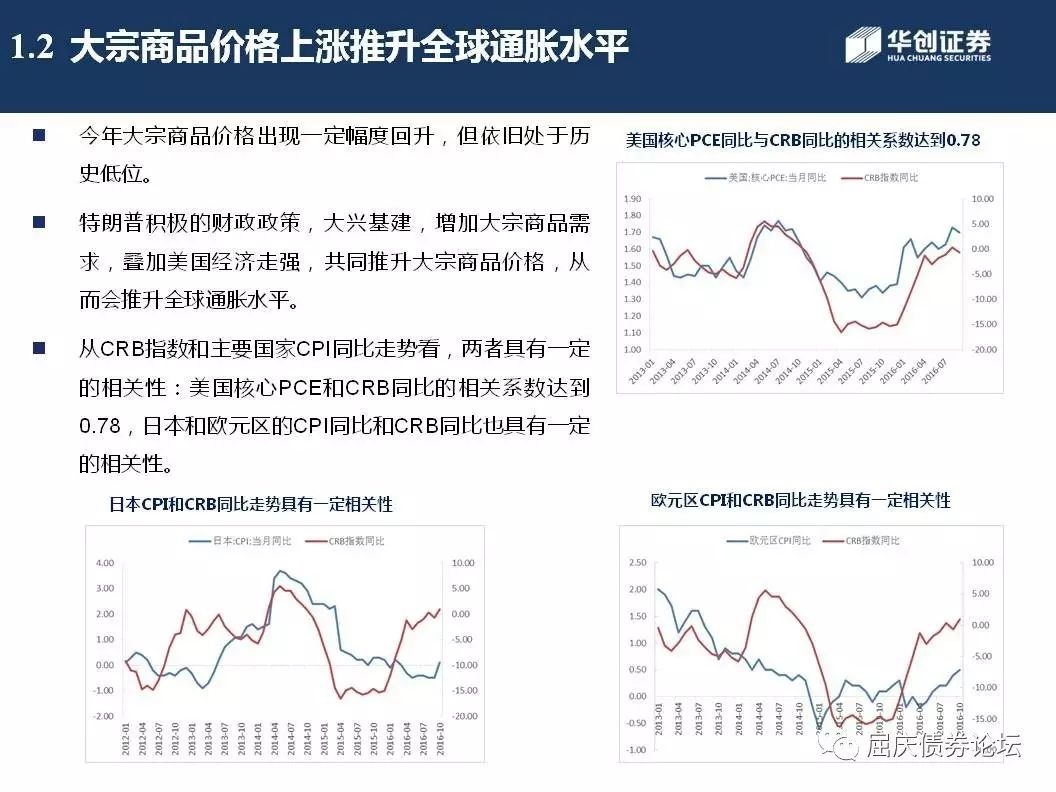 1.2 大宗商品价格上涨推升全球通胀水平
华创证券
HUA CHUANG SECURITIES
今年大宗商品价格出现一定幅度回升，但依旧处于历
史低位。
特朗普积极的财政政策，大兴基建，增加大宗商品需
求，叠加美国经济走强，共同推升大宗商品价格，从
而会推升全球通胀水平。
从CRB指数和主要国家CPI同比走势看，两者具有一定
的相关性：美国核心PCE和CRB同比的相关系数达到
0.78，日本和欧元区的CPI同比和CRB同比也具有一定
的相关性。
美国核心PCE同比与CRB同比的相关系数达到0.78
美国:核心PCE:当月同比 CRB指数同比
1.90 10.00
1.80 5.00
1.70
1.60 0.00
1.50 -5.00
1.40
1.30 -10.00
1.20 -15.00
1.10
1.00 -20.00
2013-01 2013-04 2013-07 2013-10 2014-01 2014-04 2014-07 2014-10 2015-01 2015-04 2015-07 2015-10 2016-01 2016-04 2016-07
日本CPI和CRB同比走势具有一定相关性
日本:CPI:当月同比 CRB指数同比
4.00 10.00
3.00 5.00
2.00 0.00
1.00 -5.00
0.00 -10.00
-1.00 -15.00
-2.00 -20.00
2012-01 2012-04 2012-07 2012-10 2013-01 2013-04 2013-07 2013-10 2014-01 2014-04 2014-07 2014-10 2015-01 2015-04 2015-07 2015-10 2016-01 2016-04 2016-07 2016-10
欧元区CPI和CRB同比走势具有一定相关性
欧元区CPI同比 CRB指数同比
2.50 10.00
2.00 5.00
1.50
1.00 0.00
0.50 -5.00
0.00 -10.00
-0.50 -15.00
-1.00
2013-01 2013-04 2013-07 2013-10 2014-01 2014-04 2014-07 2014-10 2015-01 2015-04 2015-07 2015-10 2016-01 2016-04 2016-07 2016-10
屈庆债券论坛